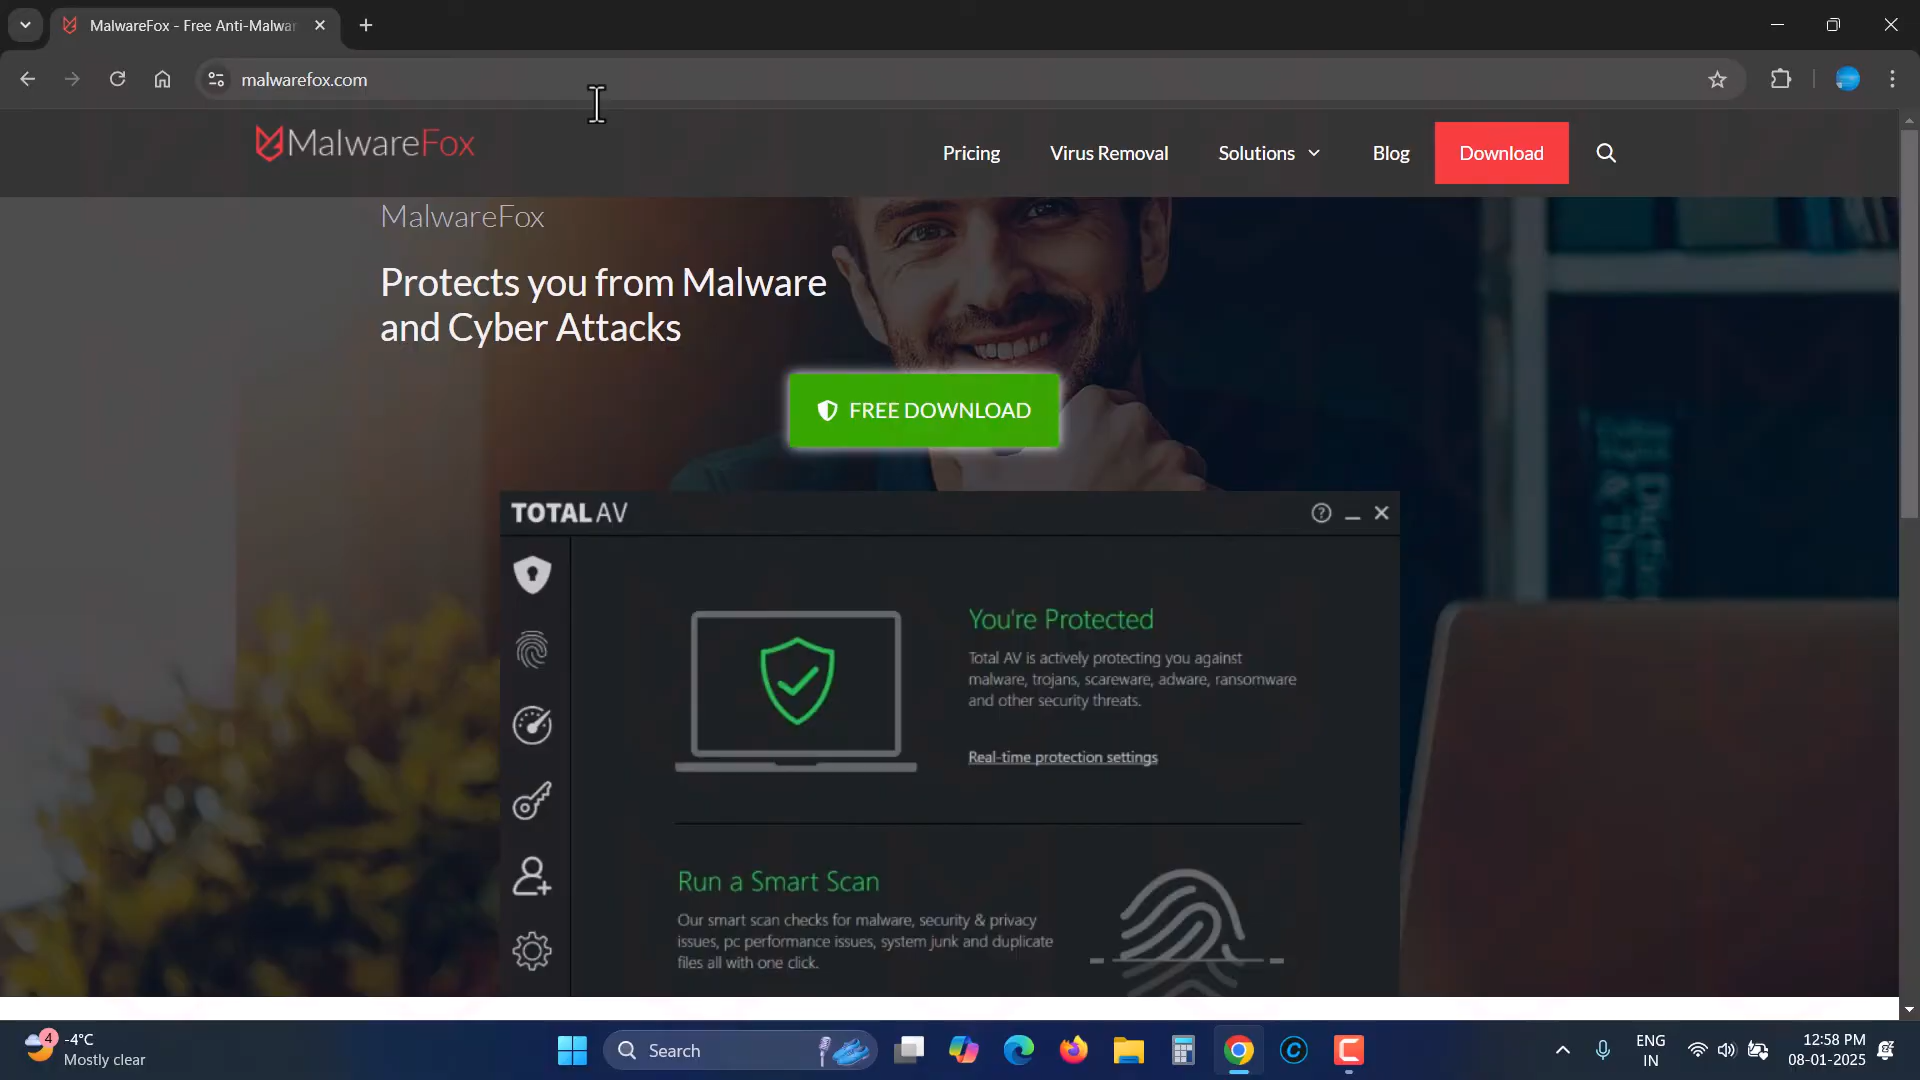 MalwareFox - Free Anti-Malwa
malwarefox.com
MalwareFox
Pricing
Virus Removal
Solutions
Blog
Download
MalwareFox
Protects you from Malware
and Cyber Attacks
FREE DOWNLOAD
TOTAL AV
You're Protected
Total AV is actively protecting you against
malware, trojans, scareware, adware, ransomware
and other security threats.
Real-time protection settings
Run a Smart Scan
Our smart scan checks for malware, security & privacy
issues, pc performance issues, system junk and duplicate
files all with one click.
4
-4°C
Mostly clear
Search
ENG
IN
12:58 PM
08-01-2025